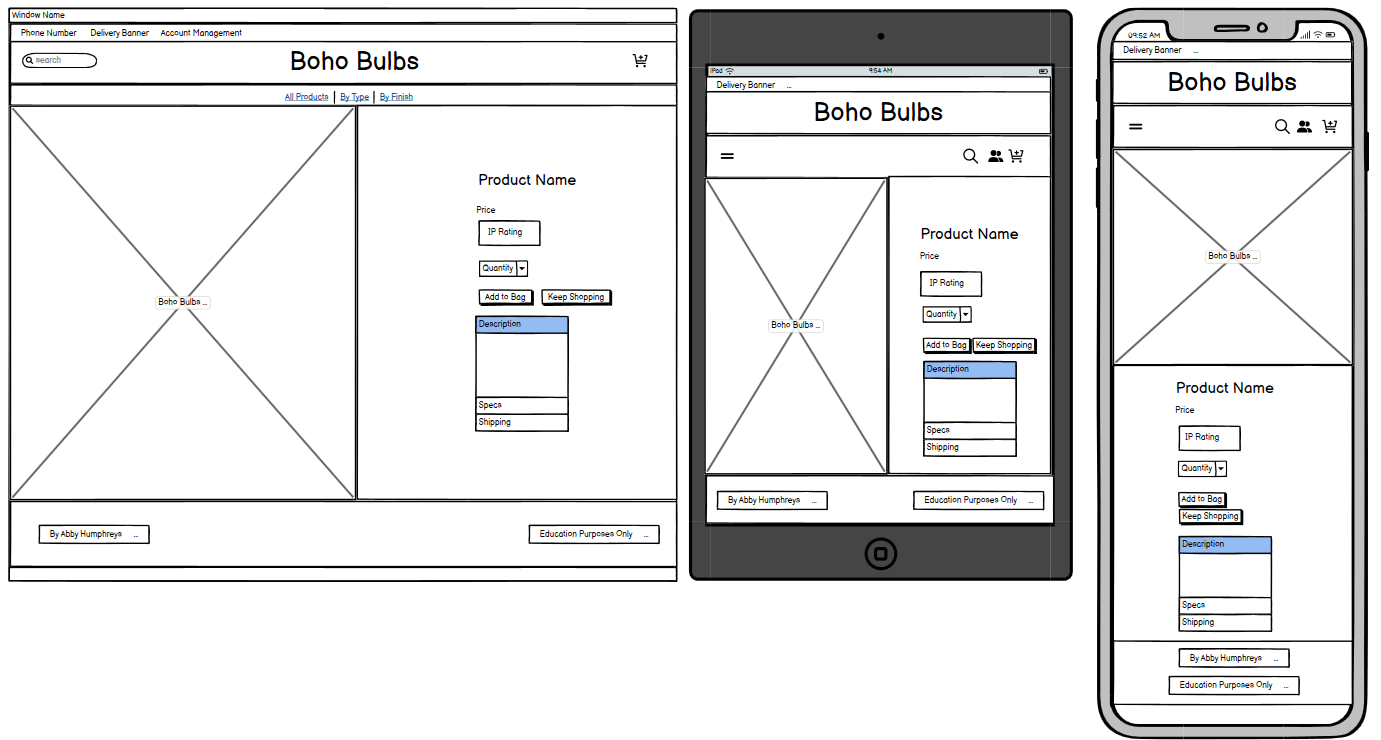 Window Name
Phone Number Delivery Banner Account Management
search
Boho Bulbs
All Products By Type By Finish
Boho Bulbs ...
Product Name
Price
IP Rating
Quantity
Add to Bag Keep Shopping
Description
Specs
Shipping
By Abby Humphreys ...
Education Purposes Only ...
iPad 9:54 AM
Delivery Banner ...
Boho Bulbs
Boho Bulbs ...
Product Name
Price
IP Rating
Quantity
Add to Bag Keep Shopping
Description
Specs
Shipping
By Abby Humphreys ...
Education Purposes Only ...
09:52 AM
Delivery Banner ...
Boho Bulbs
Boho Bulbs ...
Product Name
Price
IP Rating
Quantity
Add to Bag
Keep Shopping
Description
Specs
Shipping
By Abby Humphreys ...
Education Purposes Only ...